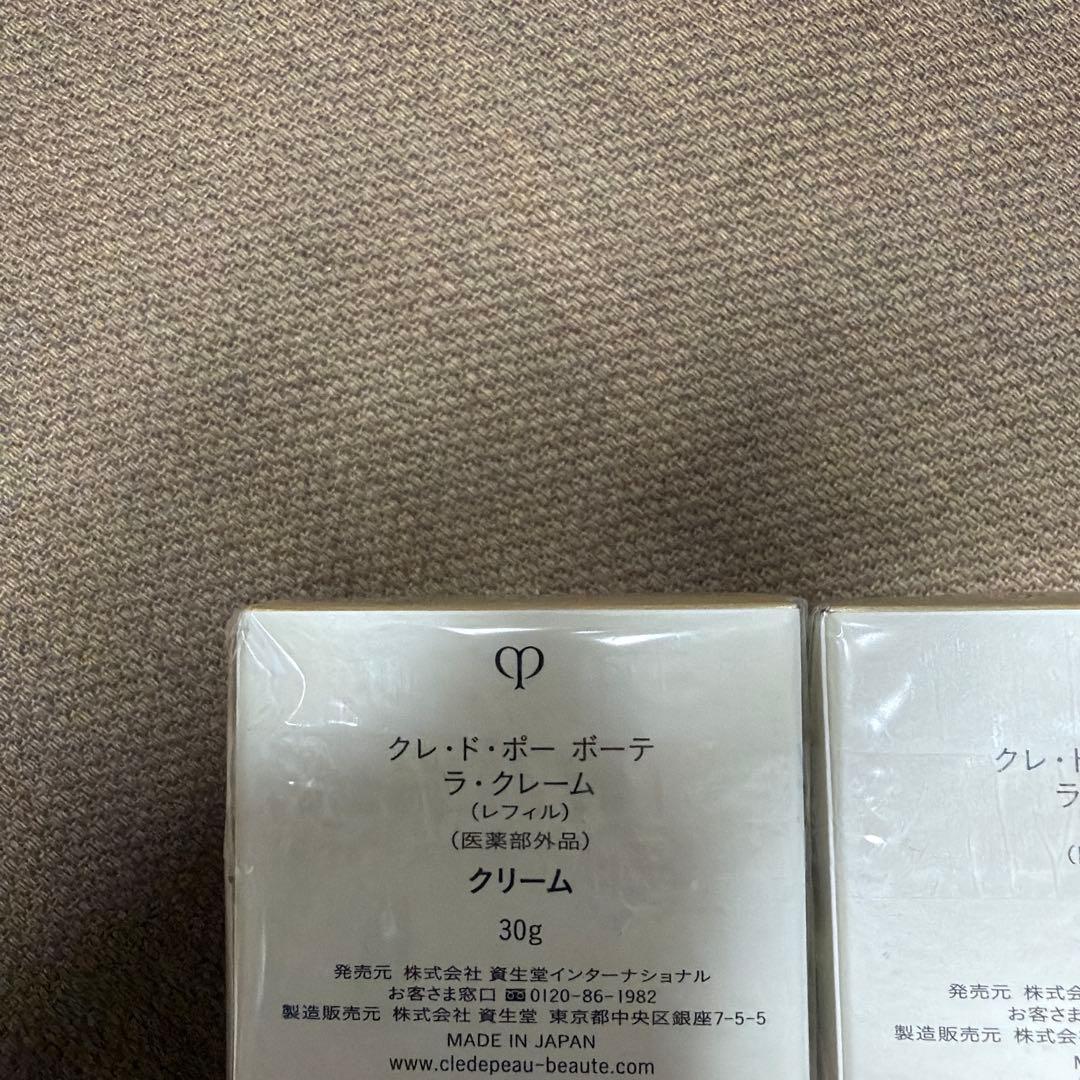 クレ・ド・ポー ボーテ
ラ・クレーム
(レフィル)
(医薬部外品)
クリーム
30g
発売元 株式会社 資生堂インターナショナル
お客さま窓口 0120-86-1982
製造販売元 株式会社 資生堂 東京都中央区銀座7-5-5
MADE IN JAPAN
www.cledepeau-beaute.com
クレ・ド
ラ
発売元 株式会
お客さま
製造販売元 株式会